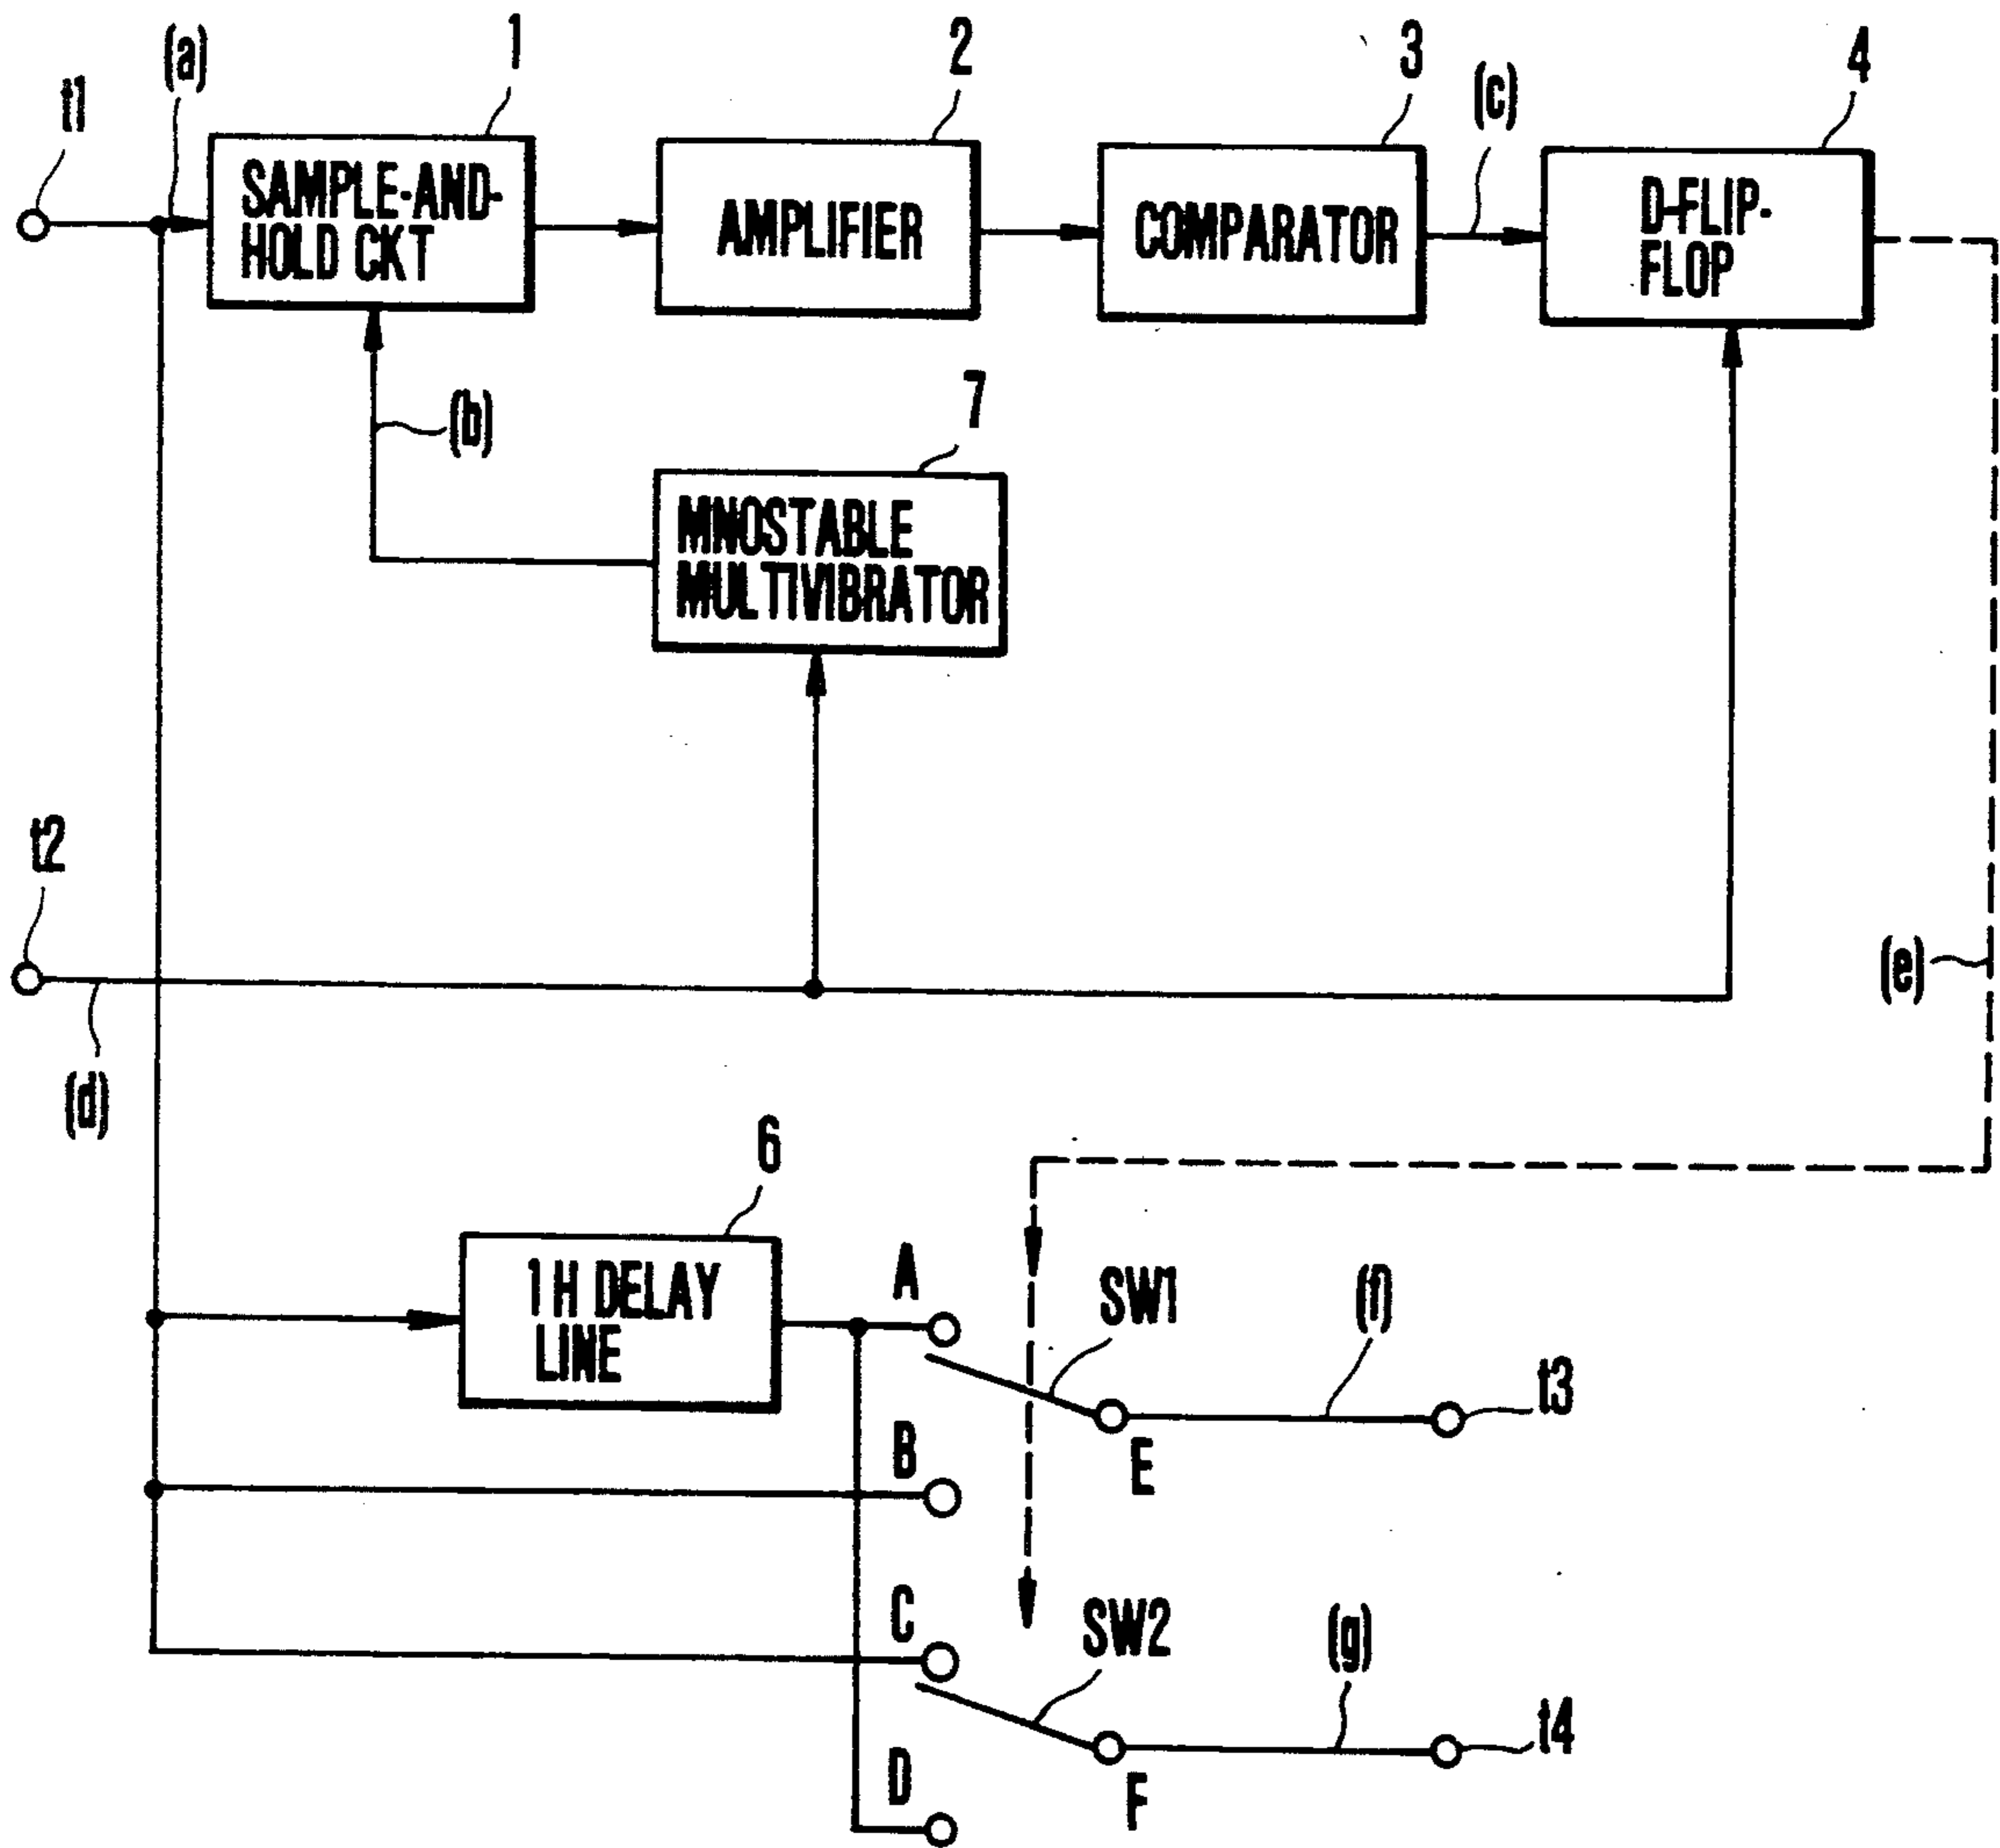 t1
(a)
1
2
3
(c)
4
SAMPLE-AND-
HOLD CKT
AMPLIFIER
COMPARATOR
D-FLIP-
FLOP
(b)
7
MNOSTABLE
MULTIVIBRATOR
t2
(d)
(e)
6
1H DELAY
LINE
A
SW1
(f)
t3
B
E
C
SW2
(g)
t4
D
F